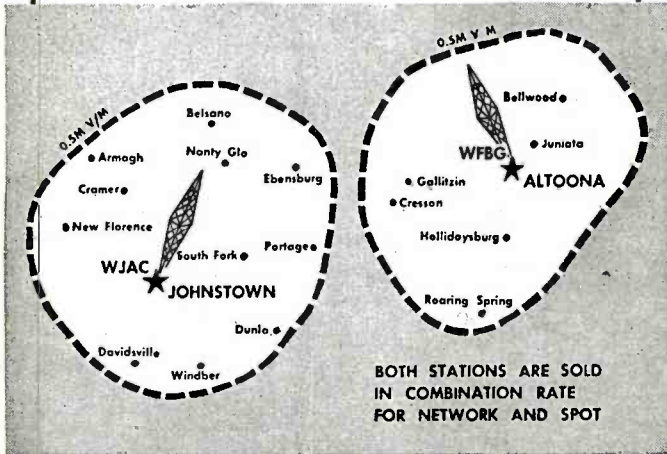 0.5M V/M
Belsano
Armagh
Nanty Glo
Ebensburg
Cramer
New Florence
South Fork
Portage
WJAC
JOHNSTOWN
Dunlo
Davidsville
Windber
0.5M V M
Bellwood
Juniata
WFBG
ALTOONA
Gallitzin
Cresson
Hollidaysburg
Roaring Spring
BOTH STATIONS ARE SOLD
IN COMBINATION RATE
FOR NETWORK AND SPOT